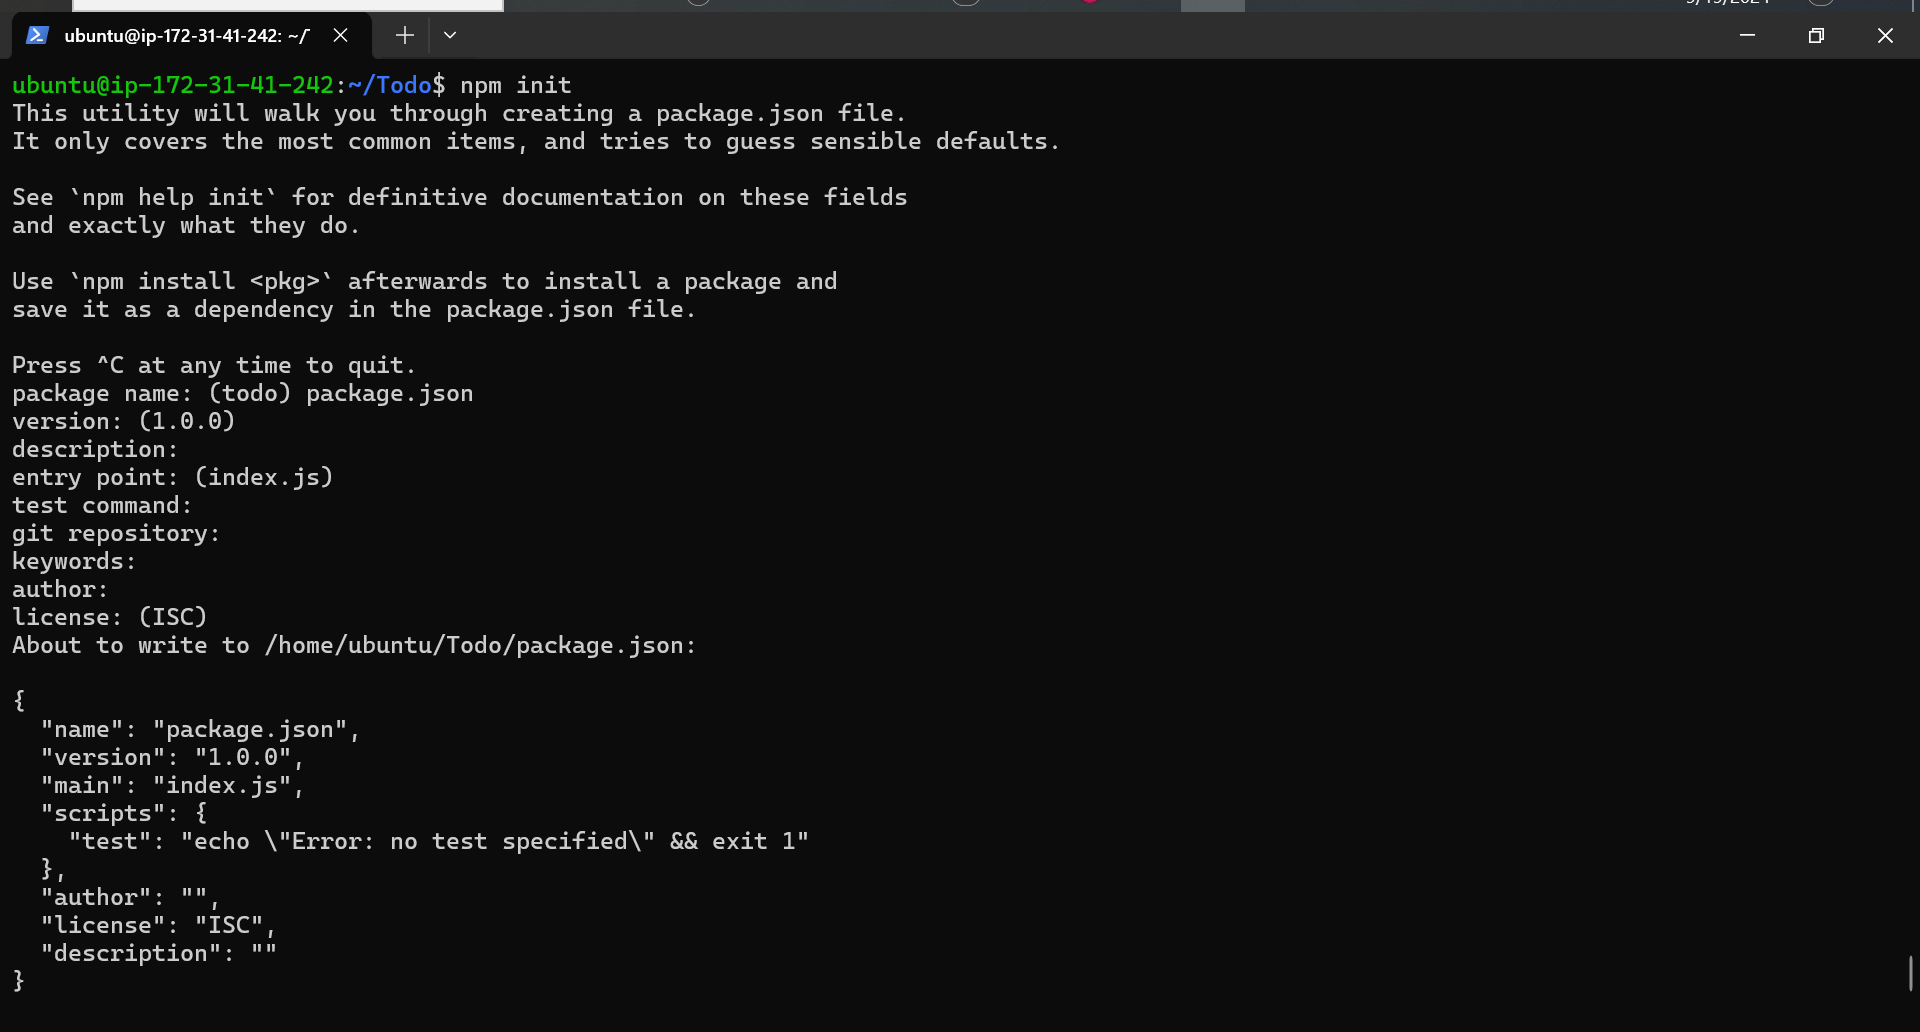 ubuntu@ip-172-31-41-242: ~/
ubuntu@ip-172-31-41-242:~/Todo$ npm init
This utility will walk you through creating a package.json file.
It only covers the most common items, and tries to guess sensible defaults.
See `npm help init` for definitive documentation on these fields
and exactly what they do.
Use `npm install <pkg>` afterwards to install a package and
save it as a dependency in the package.json file.
Press ^C at any time to quit.
package name: (todo) package.json
version: (1.0.0)
description:
entry point: (index.js)
test command:
git repository:
keywords:
author:
license: (ISC)
About to write to /home/ubuntu/Todo/package.json:
{
  "name": "package.json",
  "version": "1.0.0",
  "main": "index.js",
  "scripts": {
    "test": "echo \"Error: no test specified\" && exit 1"
  },
  "author": "",
  "license": "ISC",
  "description": ""
}